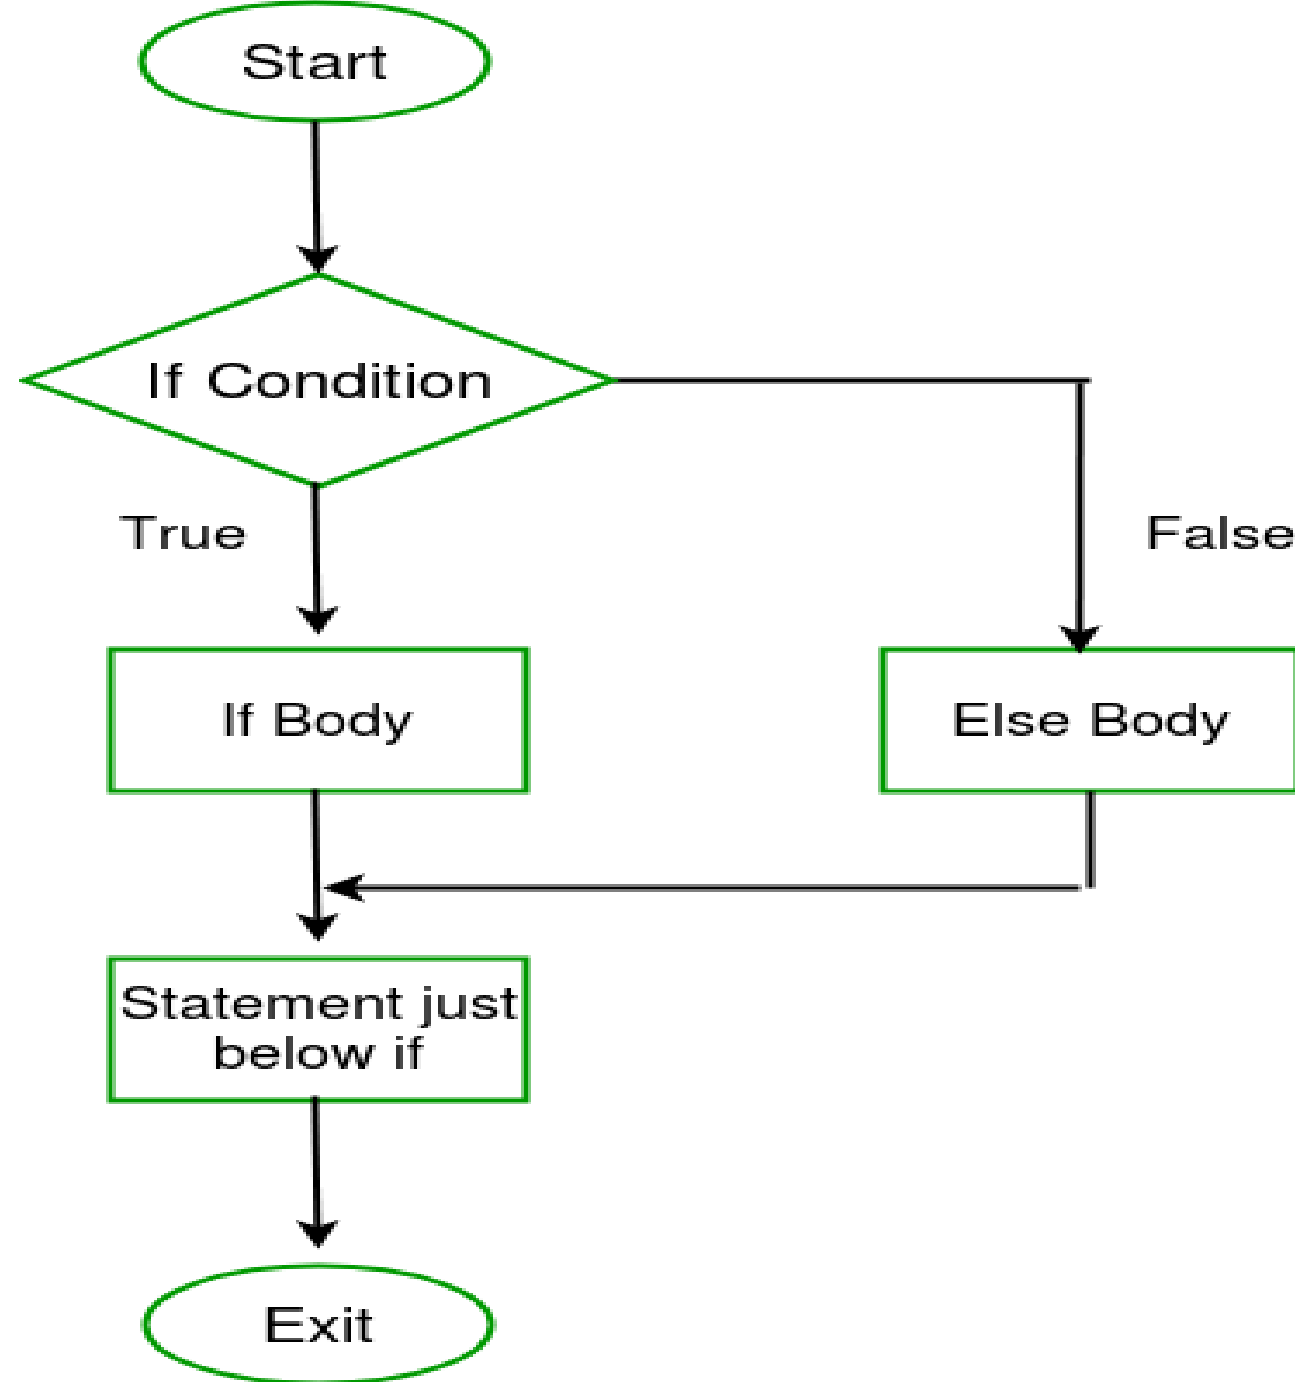 Start
If Condition
True
False
If Body
Else Body
Statement just
below if
Exit